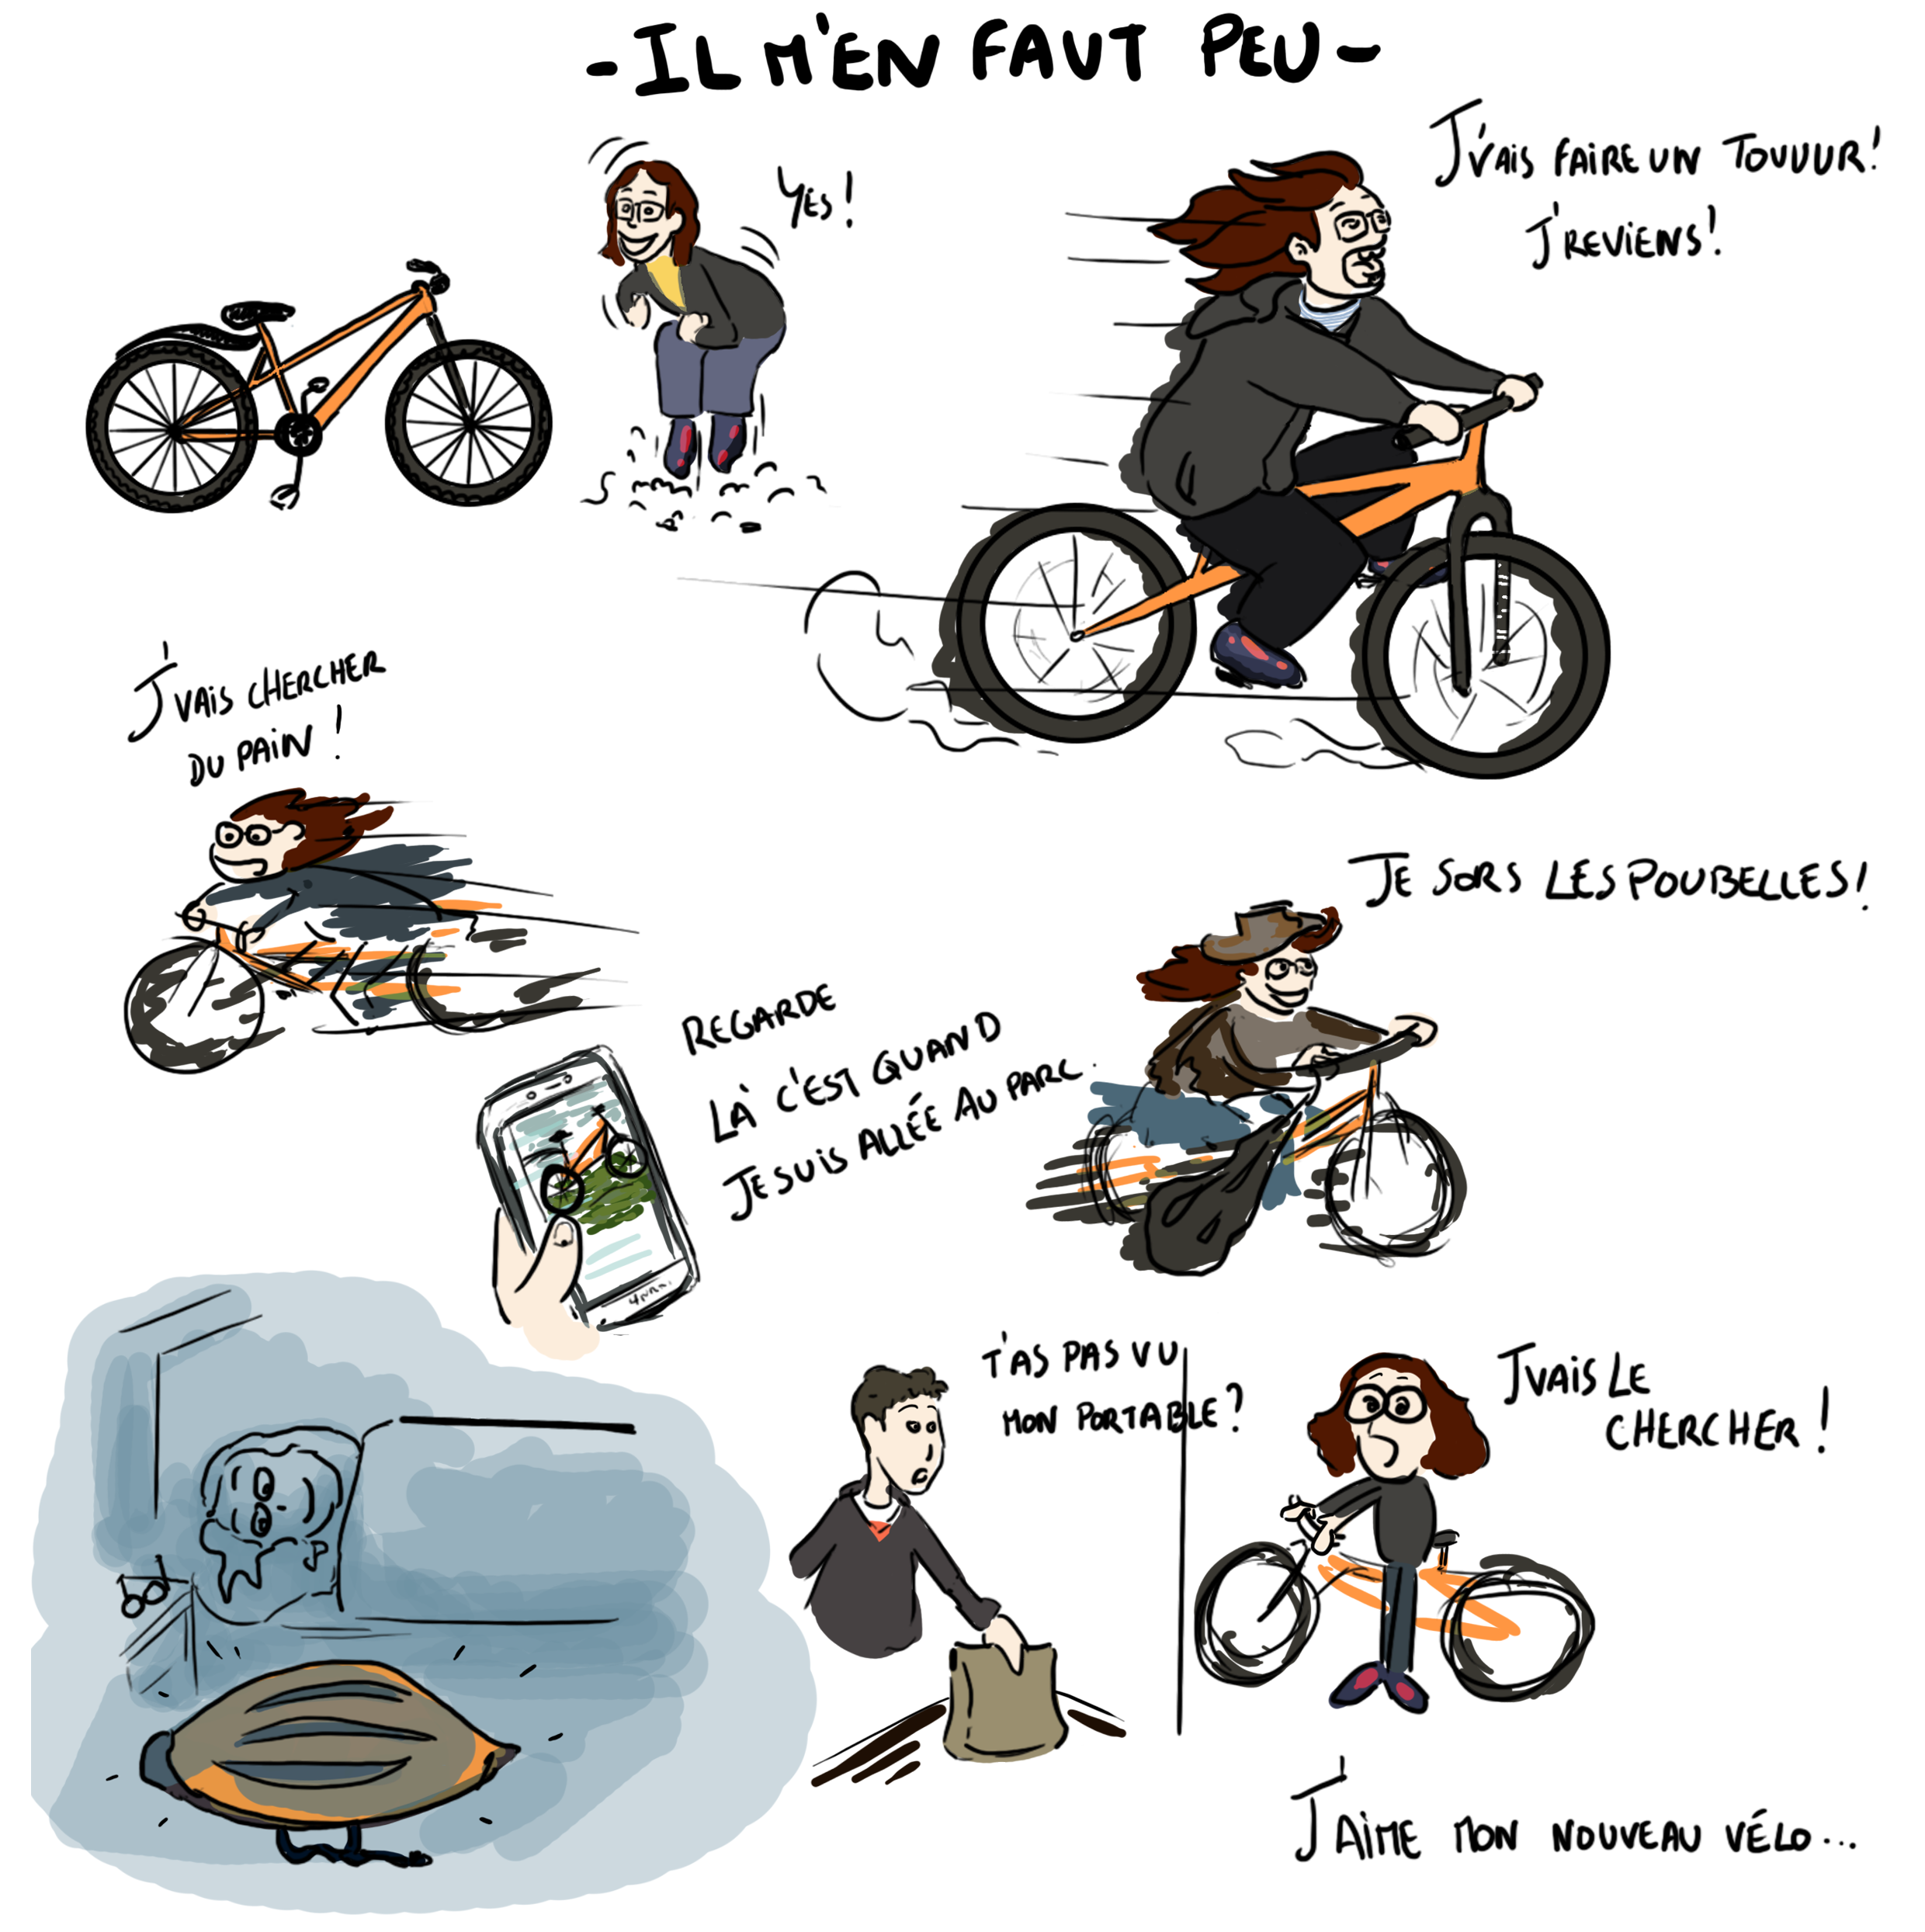 - IL M'EN FAUT PEU -
YES !
J'VAIS FAIRE UN TOUUUR !
J'REVIENS !
J'VAIS CHERCHER
DU PAIN !
JE SORS LES POUBELLES !
REGARDE
LÀ C'EST QUAND
JE SUIS ALLÉE AU PARC.
T'AS PAS VU
MON PORTABLE ?
J'VAIS LE
CHERCHER !
J'AIME MON NOUVEAU VÉLO...